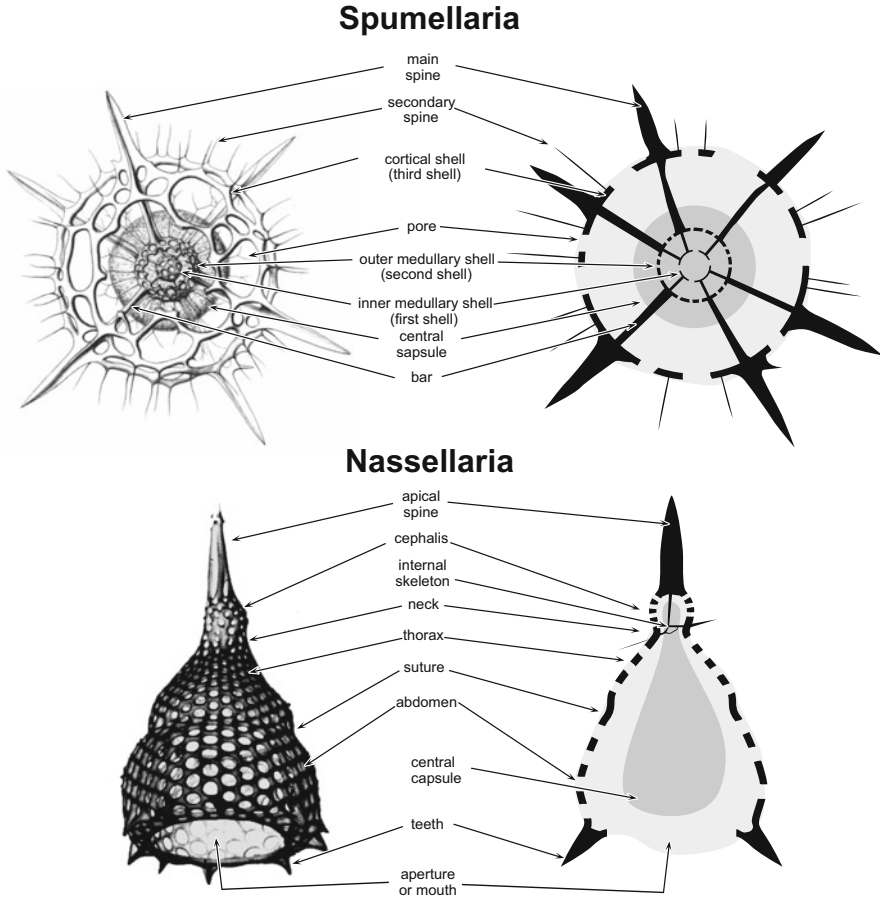 Spumellaria
main
spine
secondary
spine
cortical shell
(third shell)
pore
outer medullary shell
(second shell)
inner medullary shell
(first shell)
central
sapsule
bar
Nassellaria
apical
spine
cephalis
internal
skeleton
neck
thorax
suture
abdomen
central
capsule
teeth
aperture
or mouth